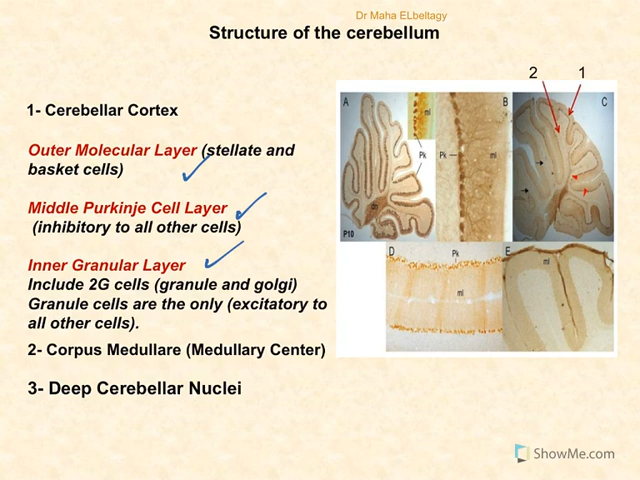 Dr Maha ELbeltagy
Structure of the cerebellum
2 1
1- Cerebellar Cortex
Outer Molecular Layer (stellate and
basket cells)
Middle Purkinje Cell Layer
(inhibitory to all other cells)
Inner Granular Layer
Include 2G cells (granule and golgi)
Granule cells are the only (excitatory to
all other cells).
2- Corpus Medullare (Medullary Center)
3- Deep Cerebellar Nuclei
A ml B C
Pk Pk ml
dn
P10
D Pk E
ml ml
ShowMe.com